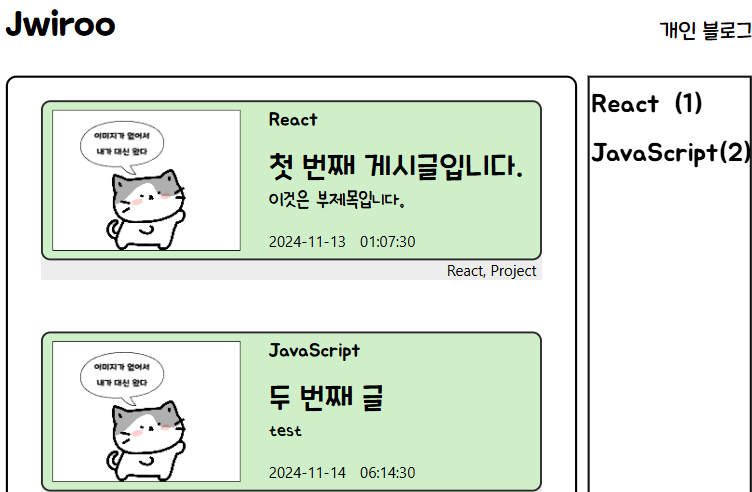 Jwiroo
개인 블로그
React (1)
JavaScript(2)
이미지가 없어서
내가 대신 왔다
React
첫 번째 게시글입니다.
이것은 부제목입니다.
2024-11-13 01:07:30
React, Project
이미지가 없어서
내가 대신 왔다
JavaScript
두 번째 글
test
2024-11-14 06:14:30